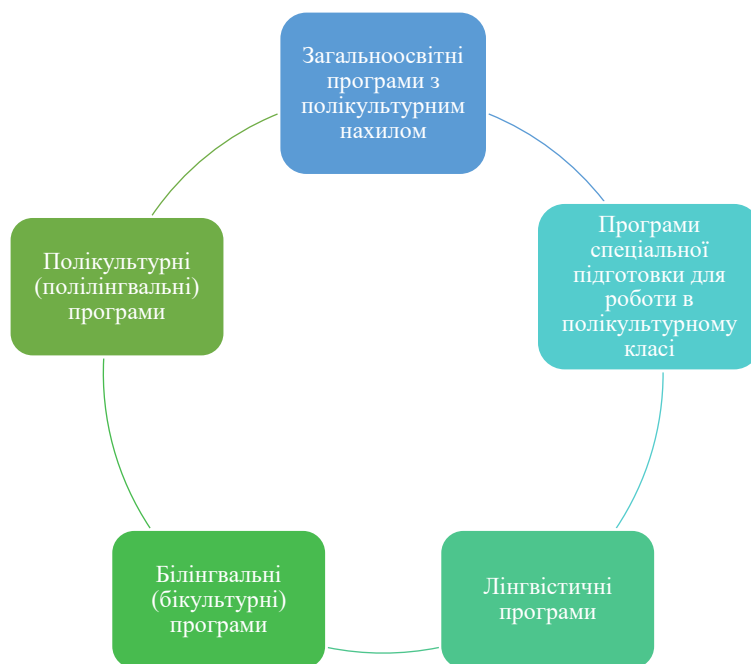 Загальноосвітні
програми з
полікультурним
нахилом
Програми
спеціальної
підготовки для
роботи в
полікультурному
класі
Лінгвістичні
програми
Білінгвальні
(бікультурні)
програми
Полікультурні
(полілінгвальні)
програми